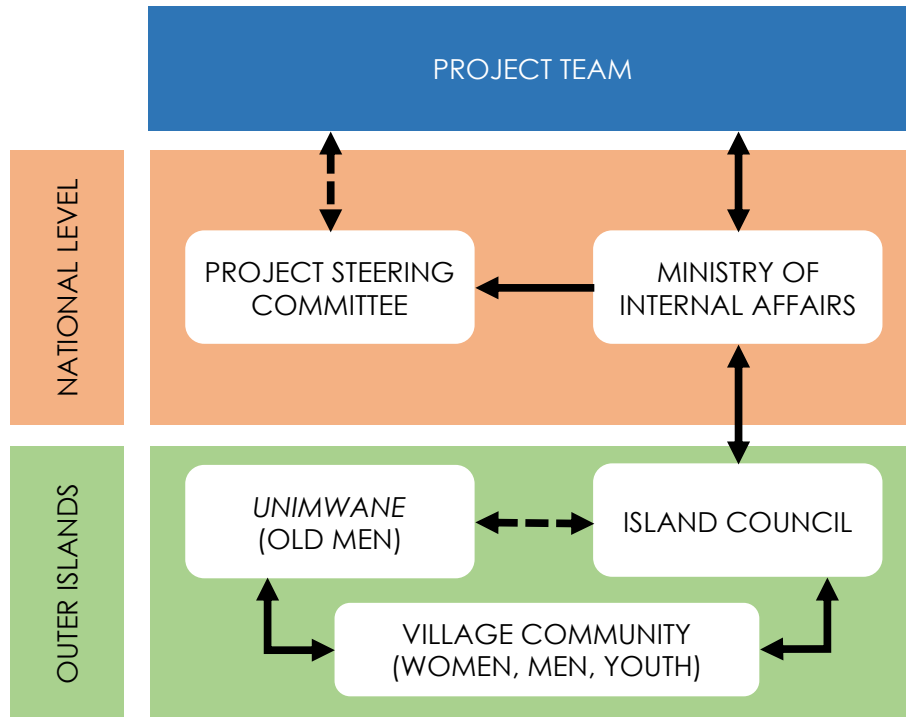 PROJECT TEAM
NATIONAL LEVEL
PROJECT STEERING
COMMITTEE
MINISTRY OF
INTERNAL AFFAIRS
OUTER ISLANDS
UNIMWANE
(OLD MEN)
ISLAND COUNCIL
VILLAGE COMMUNITY
(WOMEN, MEN, YOUTH)